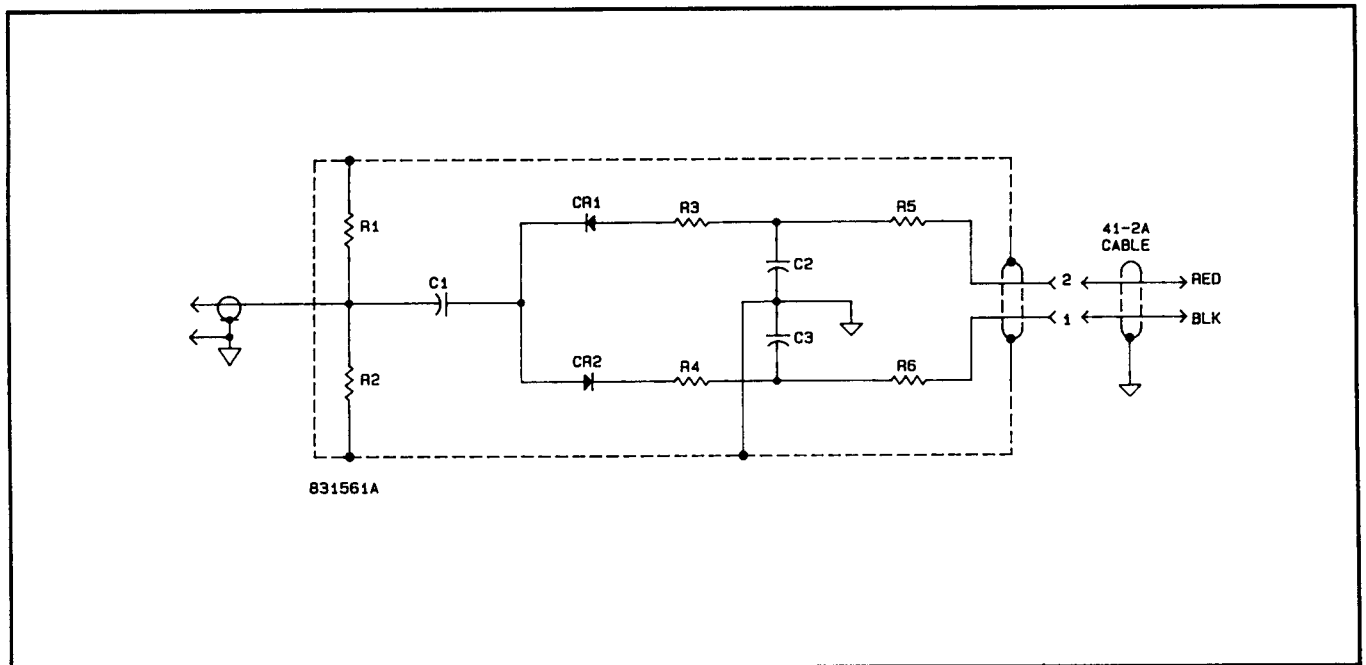 CR1
R3
R5
R1
41-2A
CABLE
C2
2
RED
C1
1
BLK
C3
CR2
R4
R6
R2
831561A